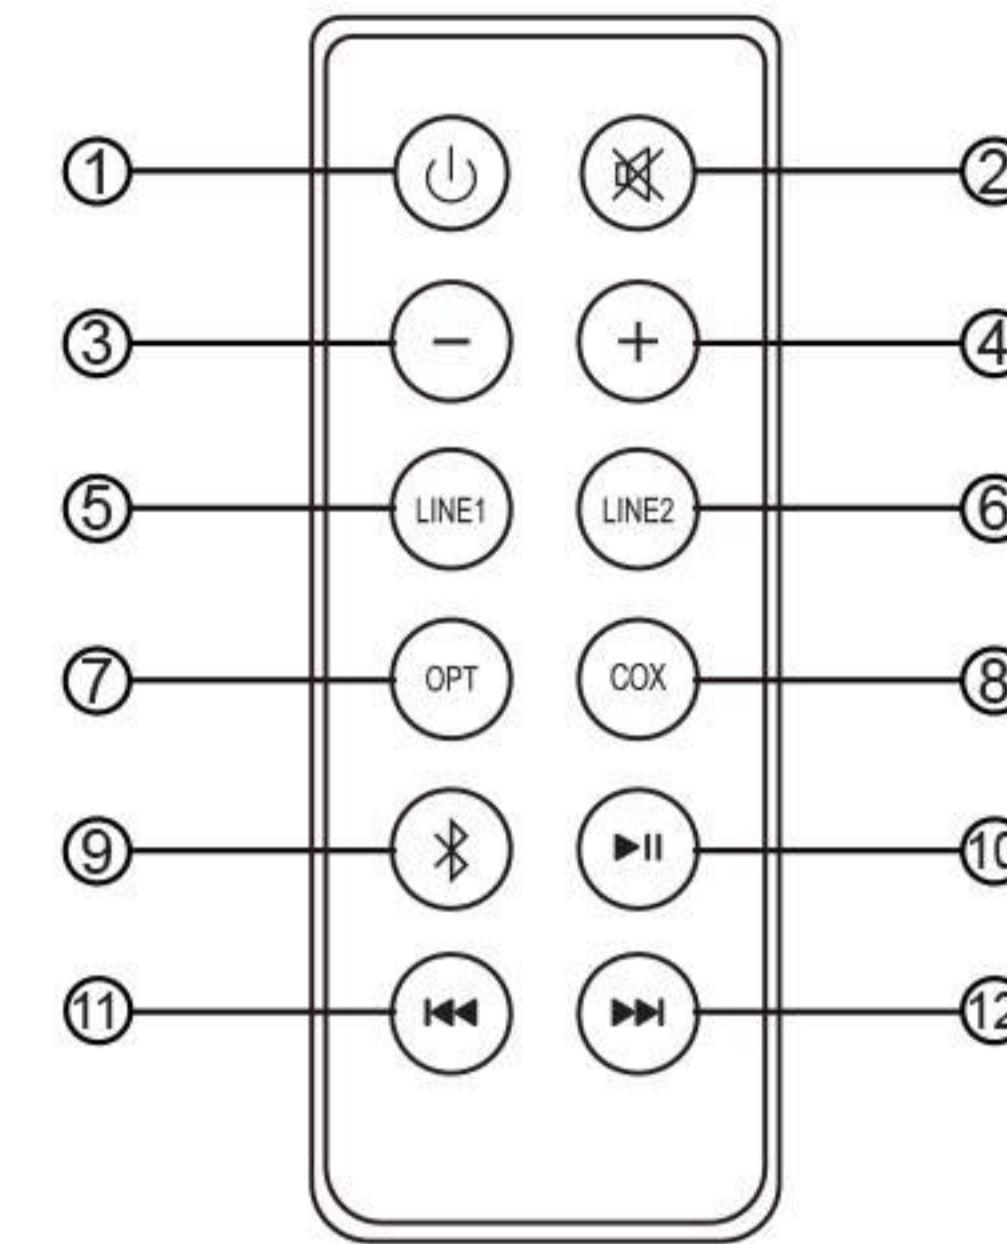 ① ②
③ − + ④
⑤ LINE1 LINE2 ⑥
⑦ OPT COX ⑧
⑨ ⑩
⑪ ⑫